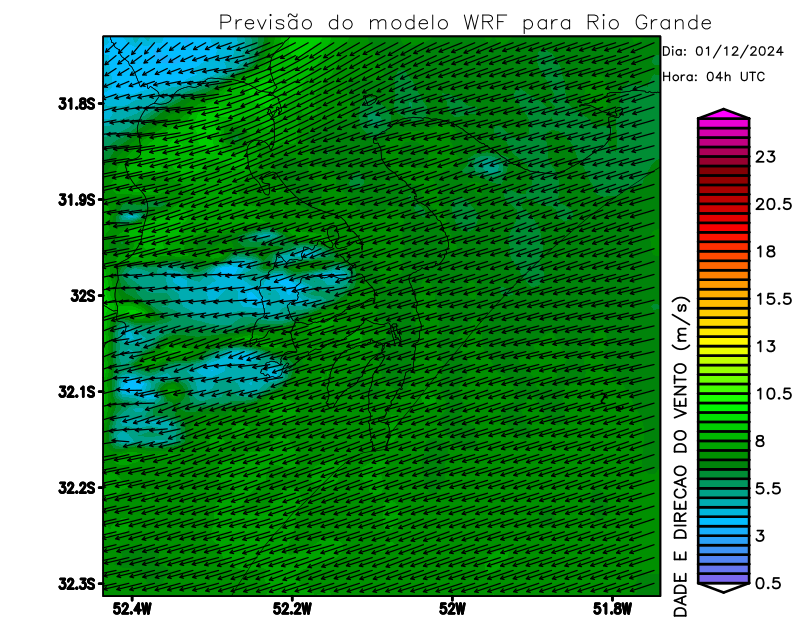 Previsão do modelo WRF para Rio Grande
Dia: 01/12/2024
Hora: 04h UTC
31.8S
31.9S
32S
32.1S
32.2S
32.3S
52.4W
52.2W
52W
51.8W
23
20.5
18
15.5
13
10.5
8
5.5
3
0.5
DADE E DIRECAO DO VENTO (m/s)